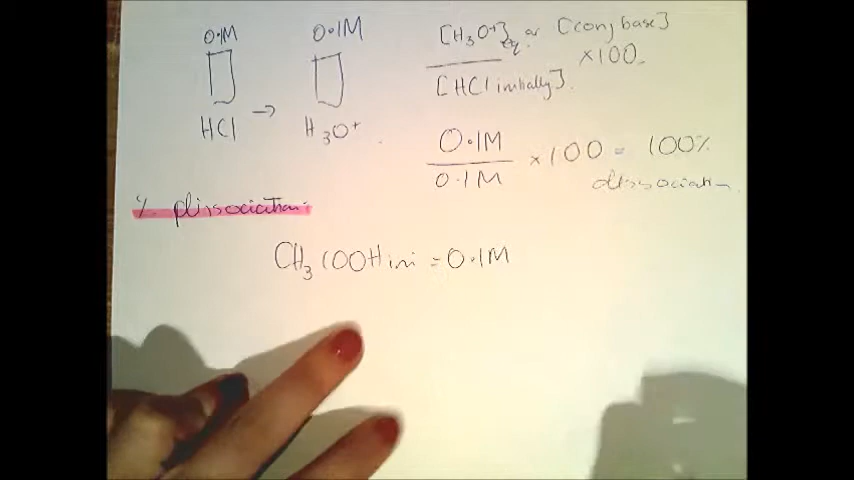 0.1M 0.1M
HCl → H3O+
[H3O+]eq or [conj base]
[HCl initially] ×100
0.1M
0.1M ×100 = 100%
dissociation
% dissociation:
CH3COOH ini = 0.1M